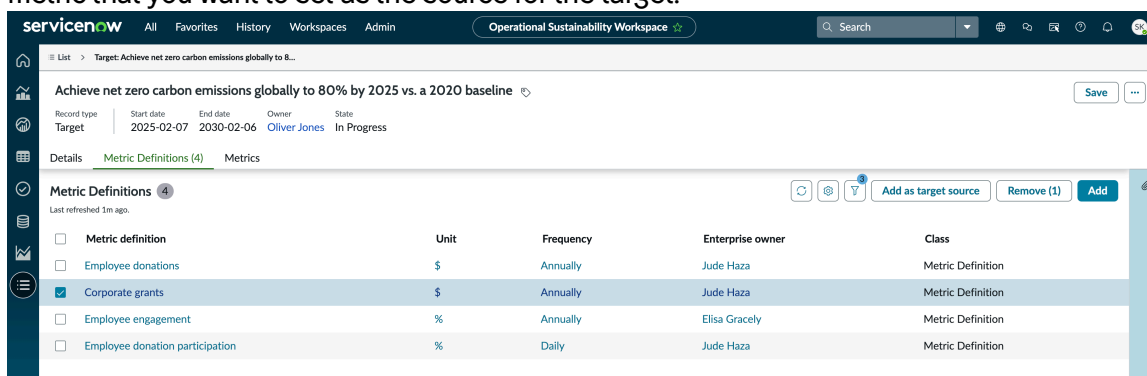 metric that you want to set as the source for the target.
servicenow All Favorites History Workspaces Admin Operational Sustainability Workspace ☆ Search SK
List > Target: Achieve net zero carbon emissions globally to 8...
Achieve net zero carbon emissions globally to 80% by 2025 vs. a 2020 baseline Save ...
Record type Start date End date Owner State
Target 2025-02-07 2030-02-06 Oliver Jones In Progress
Details Metric Definitions (4) Metrics
Metric Definitions 4 3 Add as target source Remove (1) Add
Last refreshed 1m ago.
Metric definition Unit Frequency Enterprise owner Class
Employee donations $ Annually Jude Haza Metric Definition
Corporate grants $ Annually Jude Haza Metric Definition
Employee engagement % Annually Elisa Gracely Metric Definition
Employee donation participation % Daily Jude Haza Metric Definition